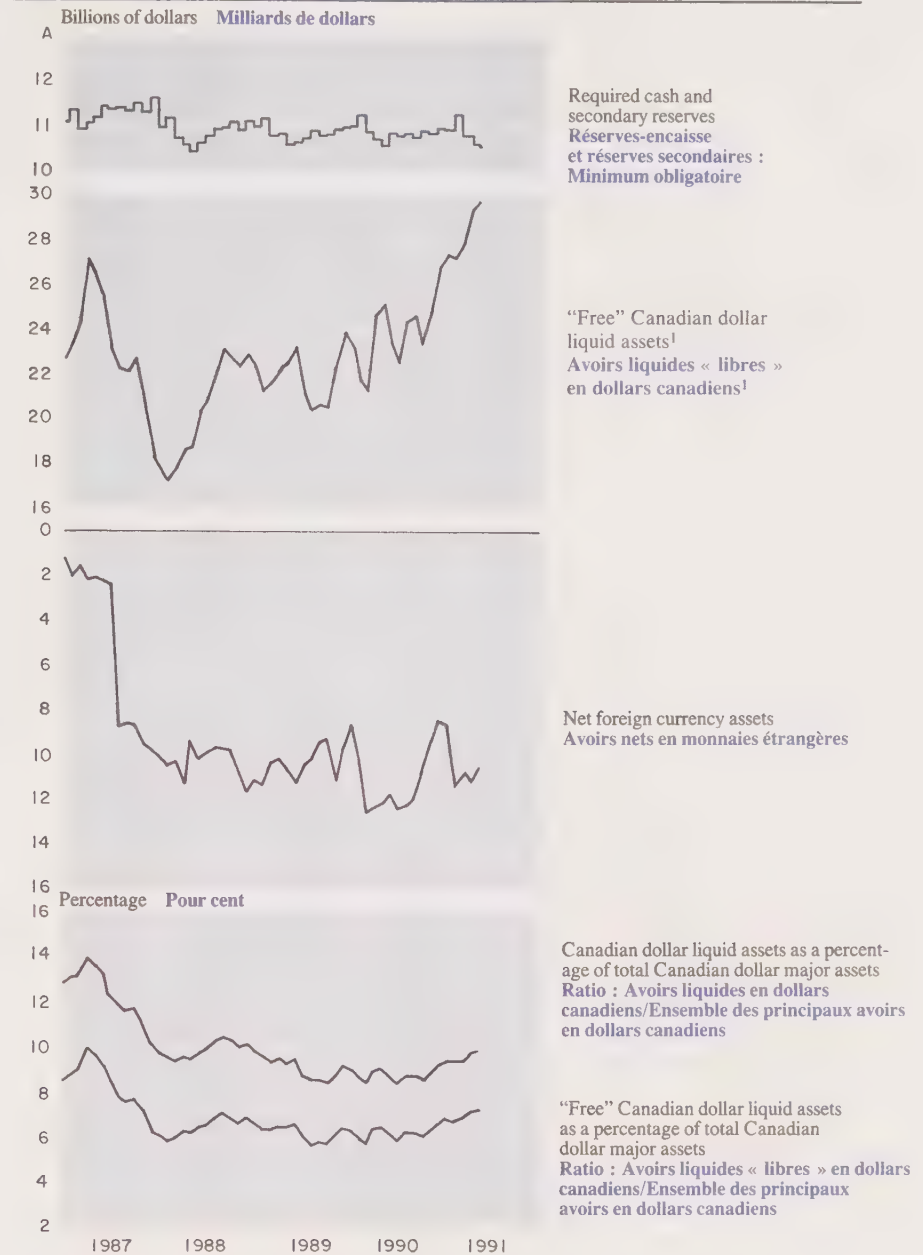 Billions of dollars Milliards de dollars
A
12
11
10
30
28
26
24
22
20
18
16
0
2
4
6
8
10
12
14
16
Required cash and
secondary reserves
Réserves-encaisse
et réserves secondaires :
Minimum obligatoire
“Free” Canadian dollar
liquid assets¹
Avoirs liquides « libres »
en dollars canadiens¹
Net foreign currency assets
Avoirs nets en monnaies étrangères
Percentage Pour cent
16
14
12
10
8
6
4
2
Canadian dollar liquid assets as a percent-
age of total Canadian dollar major assets
Ratio : Avoirs liquides en dollars
canadiens/Ensemble des principaux avoirs
en dollars canadiens
“Free” Canadian dollar liquid assets
as a percentage of total Canadian
dollar major assets
Ratio : Avoirs liquides « libres » en dollars
canadiens/Ensemble des principaux
avoirs en dollars canadiens
1987 1988 1989 1990 1991